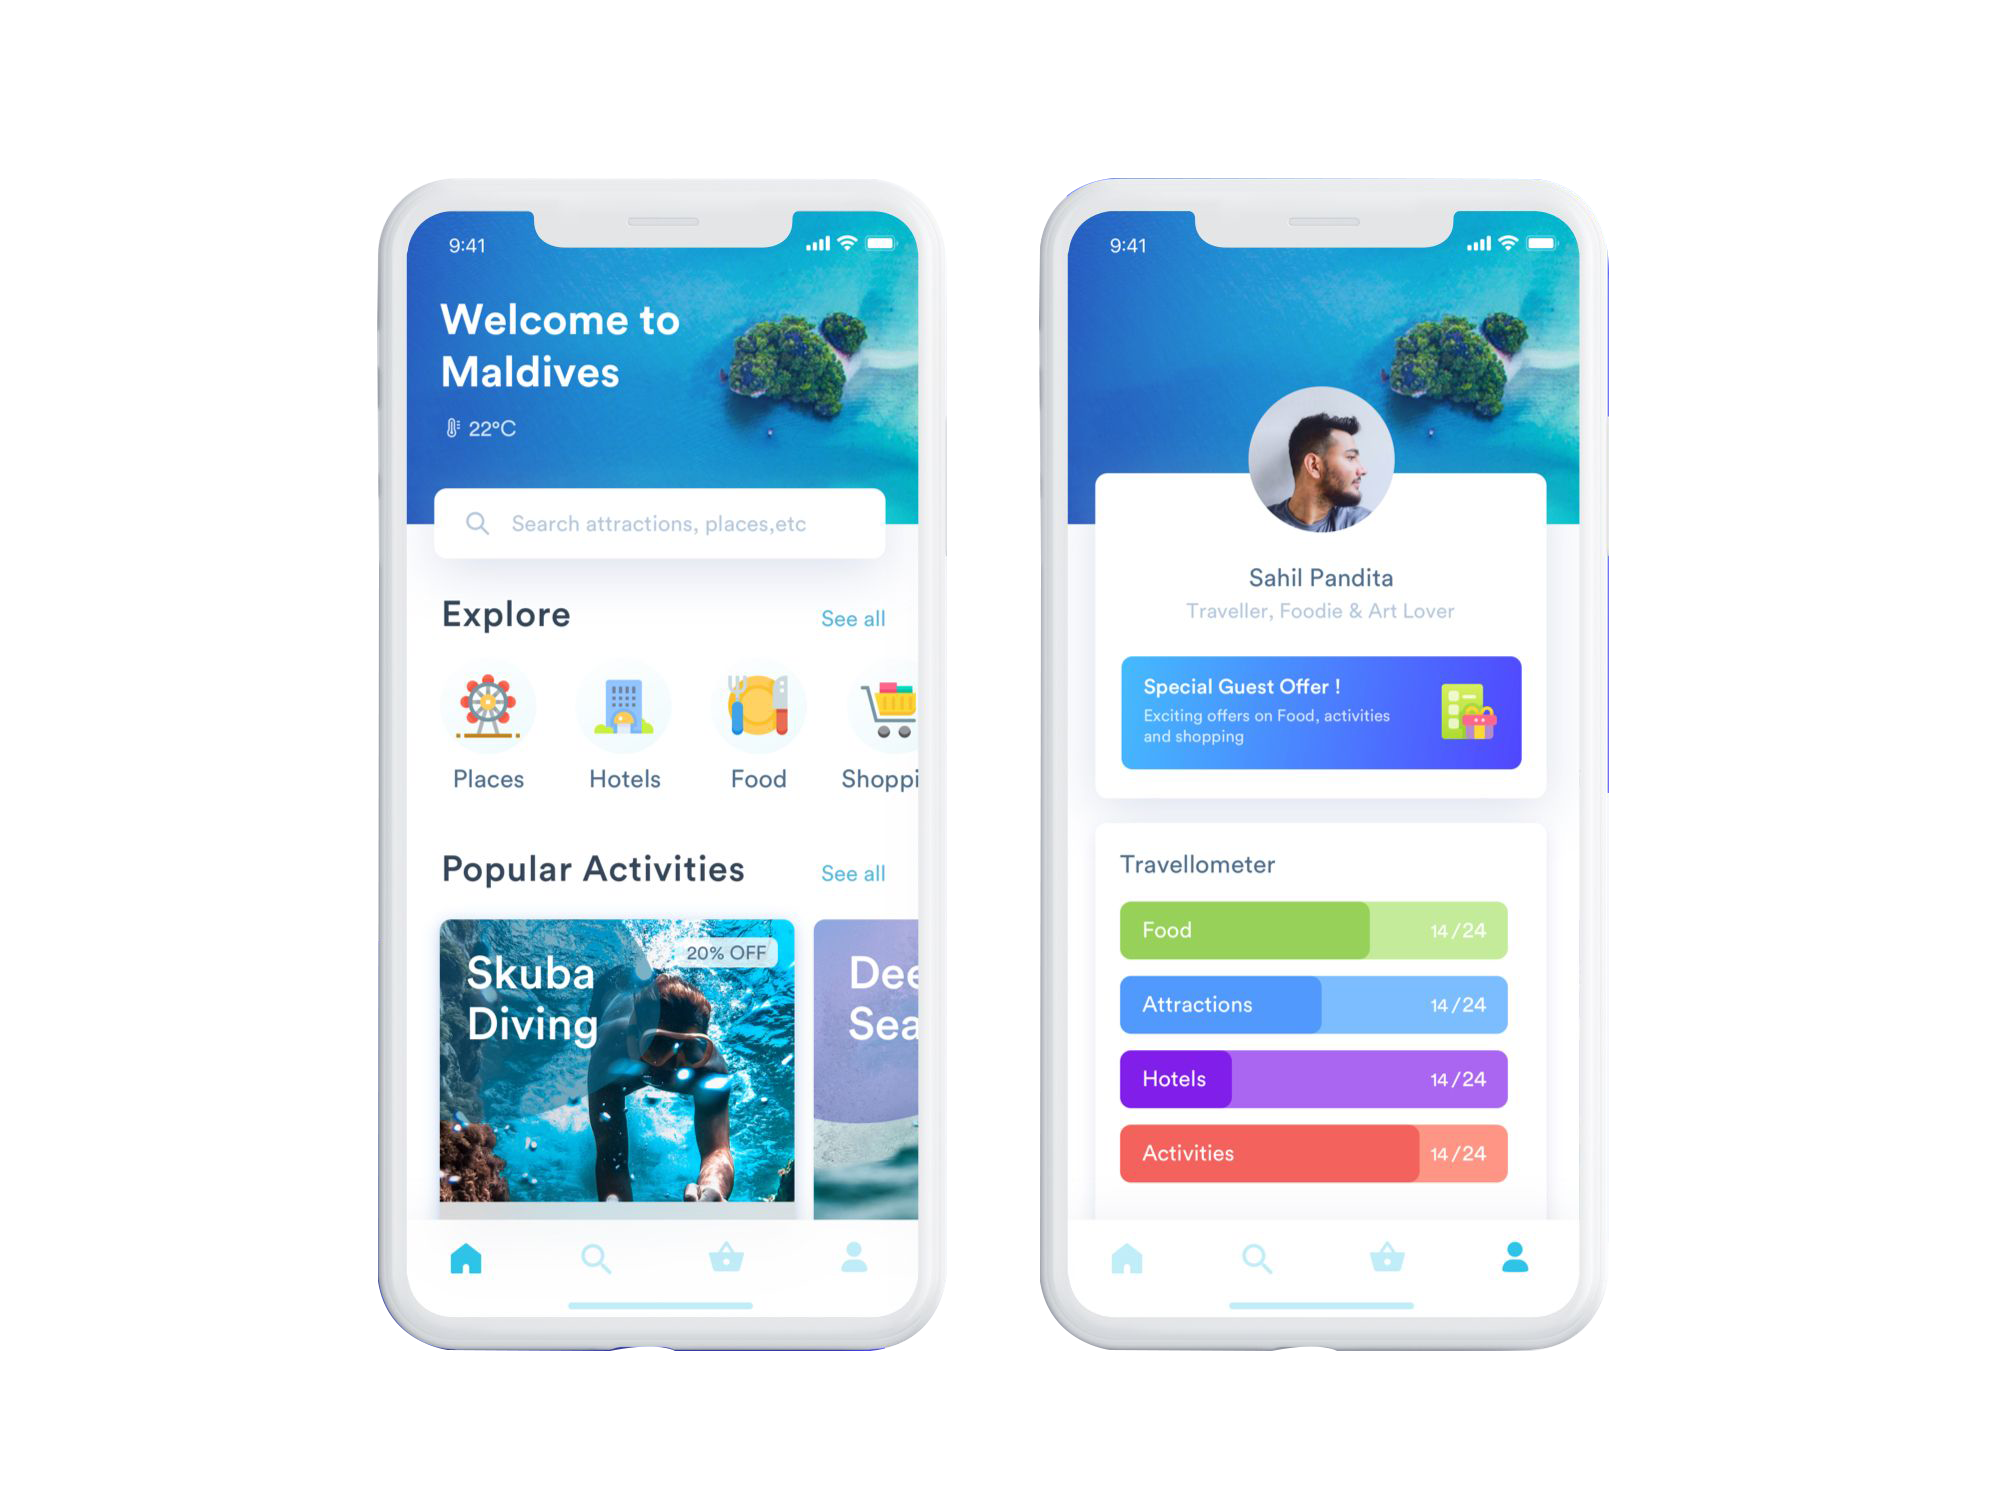 9:41
Welcome to
Maldives
22°C
Search attractions, places,etc
Explore
See all
Places
Hotels
Food
Shoppi
Popular Activities
See all
20% OFF
Skuba
Diving
Dee
Sea
9:41
Sahil Pandita
Traveller, Foodie & Art Lover
Special Guest Offer !
Exciting offers on Food, activities
and shopping
Travellometer
Food 14/24
Attractions 14/24
Hotels 14/24
Activities 14/24